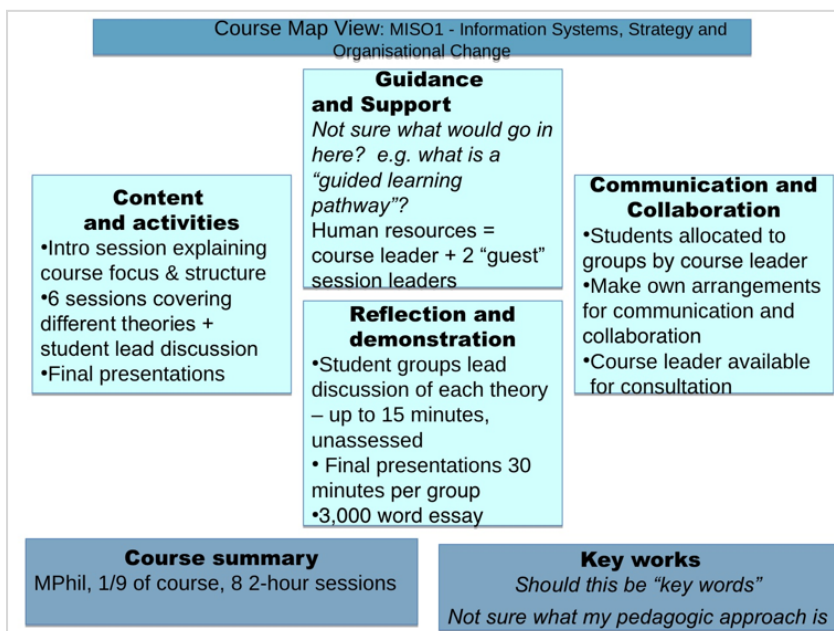 Course Map View: MISO1 - Information Systems, Strategy and
Organisational Change
Guidance
and Support
Not sure what would go in
here?  e.g. what is a
“guided learning
pathway”?
Human resources =
course leader + 2 “guest”
session leaders
Content
and activities
•Intro session explaining
course focus & structure
•6 sessions covering
different theories +
student lead discussion
•Final presentations
Communication and
Collaboration
•Students allocated to
groups by course leader
•Make own arrangements
for communication and
collaboration
•Course leader available
for consultation
Reflection and
demonstration
•Student groups lead
discussion of each theory
– up to 15 minutes,
unassessed
• Final presentations 30
minutes per group
•3,000 word essay
Course summary
MPhil, 1/9 of course, 8 2-hour sessions
Key works
Should this be “key words”
Not sure what my pedagogic approach is